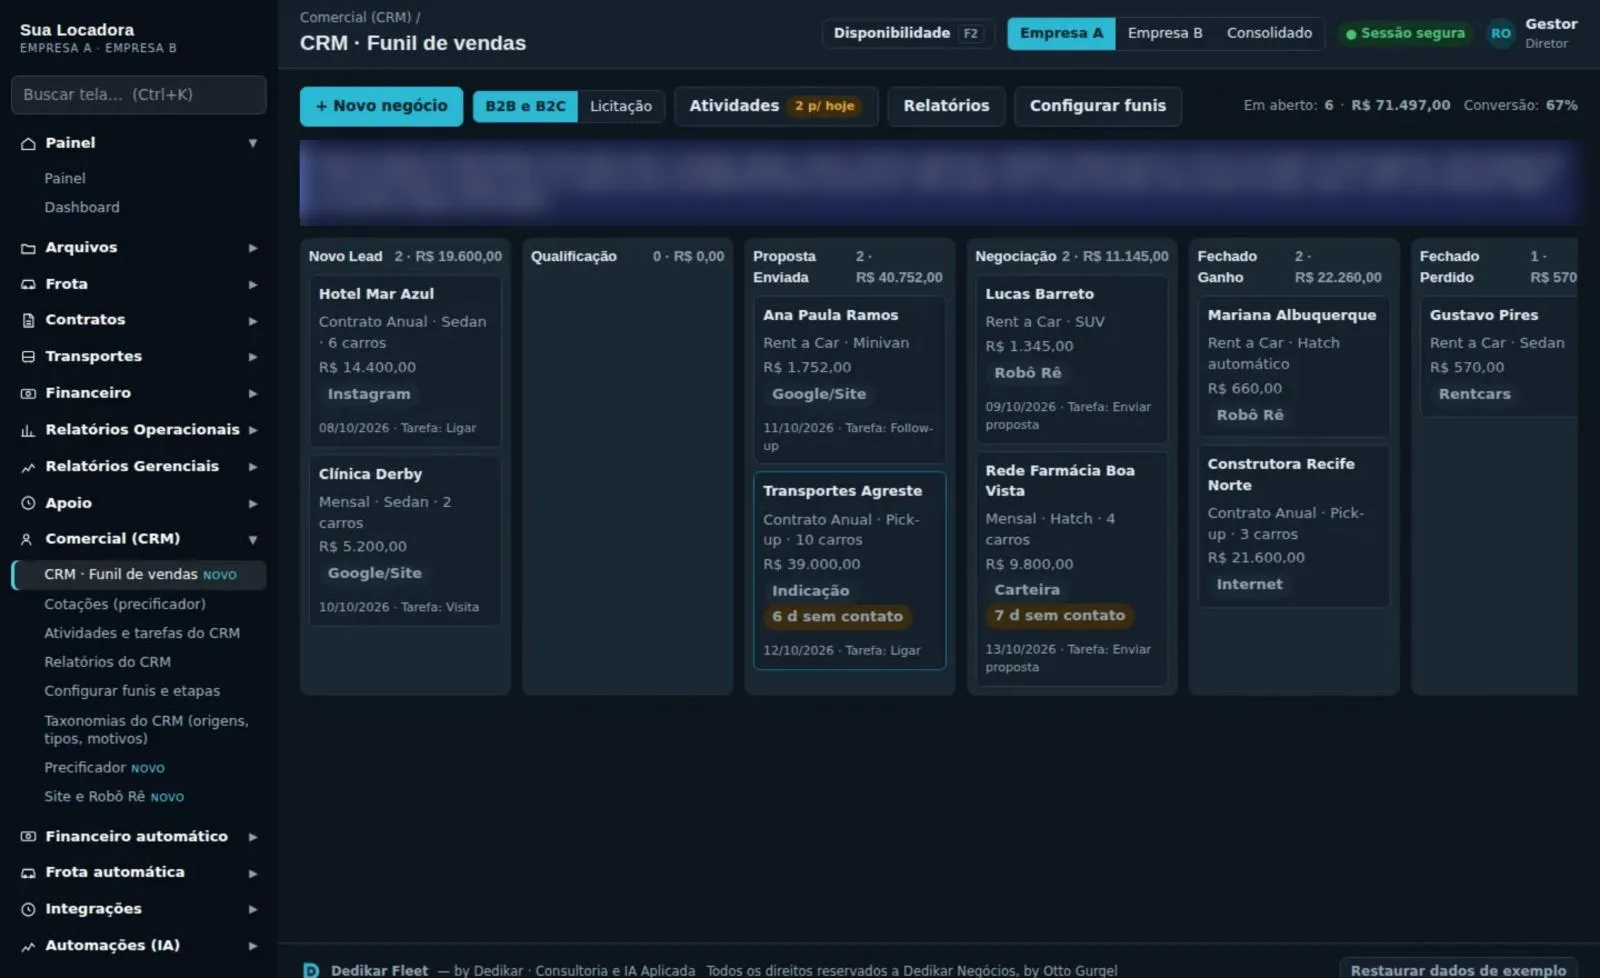 Sua Locadora
EMPRESA A · EMPRESA B
Buscar tela... (Ctrl+K)
Painel
Painel
Dashboard
Arquivos
Frota
Contratos
Transportes
Financeiro
Relatórios Operacionais
Relatórios Gerenciais
Apoio
Comercial (CRM)
CRM · Funil de vendas NOVO
Cotações (precificador)
Atividades e tarefas do CRM
Relatórios do CRM
Configurar funis e etapas
Taxonomias do CRM (origens,
tipos, motivos)
Precificador NOVO
Site e Robô Rê NOVO
Financeiro automático
Frota automática
Integrações
Automações (IA)
Comercial (CRM) /
CRM · Funil de vendas
Disponibilidade F2
Empresa A Empresa B Consolidado
Sessão segura
RO
Gestor
Diretor
+ Novo negócio
B2B e B2C Licitação
Atividades 2 p/ hoje
Relatórios
Configurar funis
Em aberto: 6 · R$ 71.497,00 Conversão: 67%
Novo Lead 2 · R$ 19.600,00
Hotel Mar Azul
Contrato Anual · Sedan
· 6 carros
R$ 14.400,00
Instagram
08/10/2026 · Tarefa: Ligar
Clínica Derby
Mensal · Sedan · 2
carros
R$ 5.200,00
Google/Site
10/10/2026 · Tarefa: Visita
Qualificação 0 · R$ 0,00
Proposta 2 ·
Enviada R$ 40.752,00
Ana Paula Ramos
Rent a Car · Minivan
R$ 1.752,00
Google/Site
11/10/2026 · Tarefa: Follow-
up
Transportes Agreste
Contrato Anual · Pick-
up · 10 carros
R$ 39.000,00
Indicação
6 d sem contato
12/10/2026 · Tarefa: Ligar
Negociação 2 · R$ 11.145,00
Lucas Barreto
Rent a Car · SUV
R$ 1.345,00
Robô Rê
09/10/2026 · Tarefa: Enviar
proposta
Rede Farmácia Boa
Vista
Mensal · Hatch · 4
carros
R$ 9.800,00
Carteira
7 d sem contato
13/10/2026 · Tarefa: Enviar
proposta
Fechado 2 ·
Ganho R$ 22.260,00
Mariana Albuquerque
Rent a Car · Hatch
automático
R$ 660,00
Robô Rê
Construtora Recife
Norte
Contrato Anual · Pick-
up · 3 carros
R$ 21.600,00
Internet
Fechado 1 ·
Perdido R$ 570
Gustavo Pires
Rent a Car · Sedan
R$ 570,00
Rentcars
Dedikar Fleet — by Dedikar · Consultoria e IA Aplicada Todos os direitos reservados a Dedikar Negócios, by Otto Gurgel
Restaurar dados de exemplo